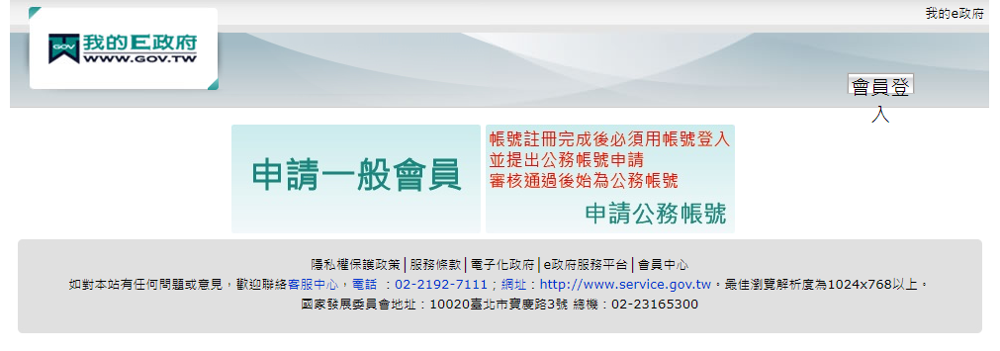 我的e政府
GOV 我的E政府
WWW.GOV.TW
會員登
入
申請一般會員
帳號註冊完成後必須用帳號登入
並提出公務帳號申請
審核通過後始為公務帳號
申請公務帳號
隱私權保護政策│服務條款│電子化政府│e政府服務平台│會員中心
如對本站有任何問題或意見，歡迎聯絡客服中心，電話 ：02-2192-7111；網址：http://www.service.gov.tw。最佳瀏覽解析度為1024x768以上。
國家發展委員會地址：10020臺北市寶慶路3號 總機：02-23165300